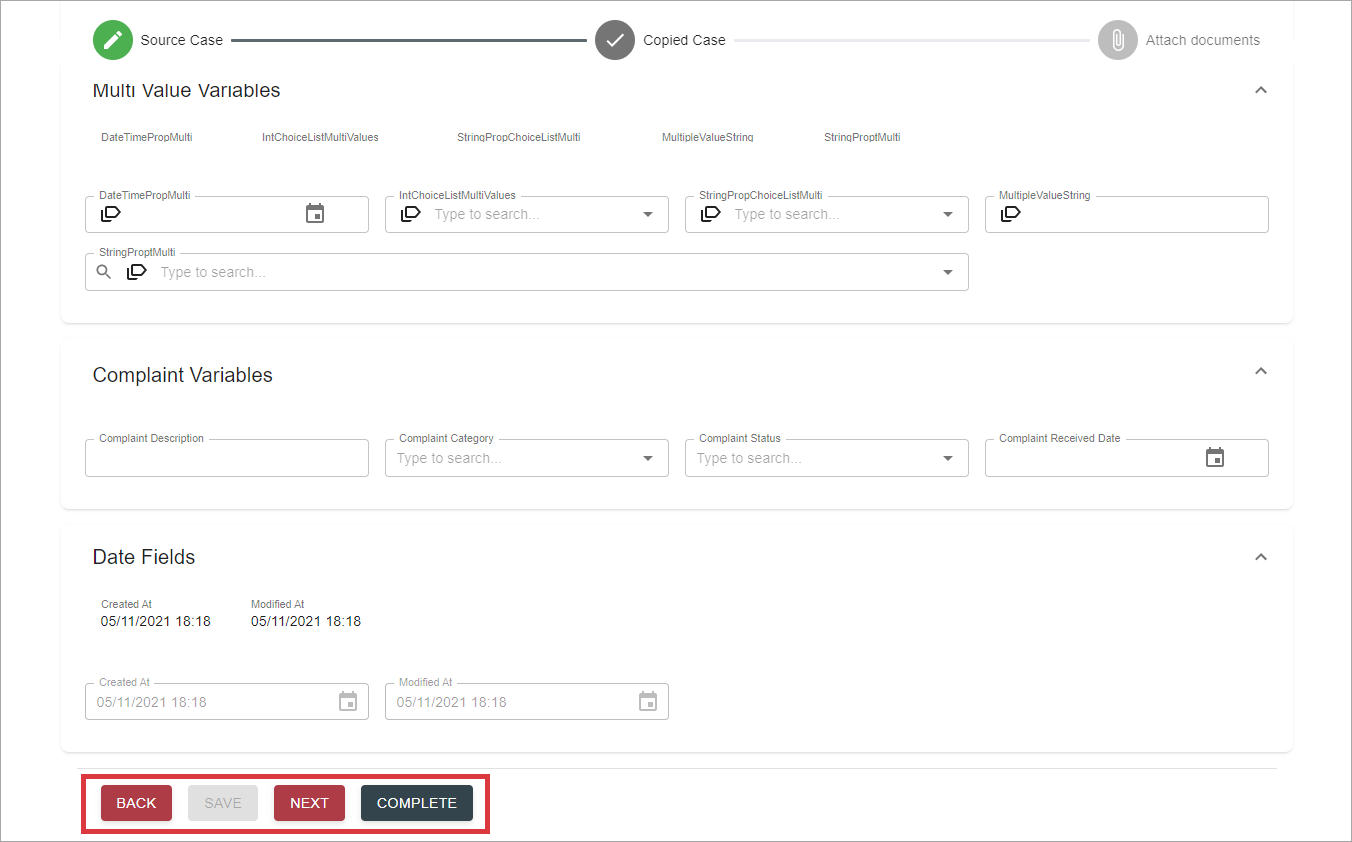 Source Case Copied Case Attach documents
Multi Value Variables
DateTimePropMulti IntChoiceListMultiValues StringPropChoiceListMulti MultipleValueString StringProptMulti
DateTimePropMulti IntChoiceListMultiValues StringPropChoiceListMulti MultipleValueString
Type to search... Type to search...
StringProptMulti
Type to search...
Complaint Variables
Complaint Description Complaint Category Complaint Status Complaint Received Date
Type to search... Type to search...
Date Fields
Created At Modified At
05/11/2021 18:18 05/11/2021 18:18
Created At Modified At
05/11/2021 18:18 05/11/2021 18:18
BACK SAVE NEXT COMPLETE